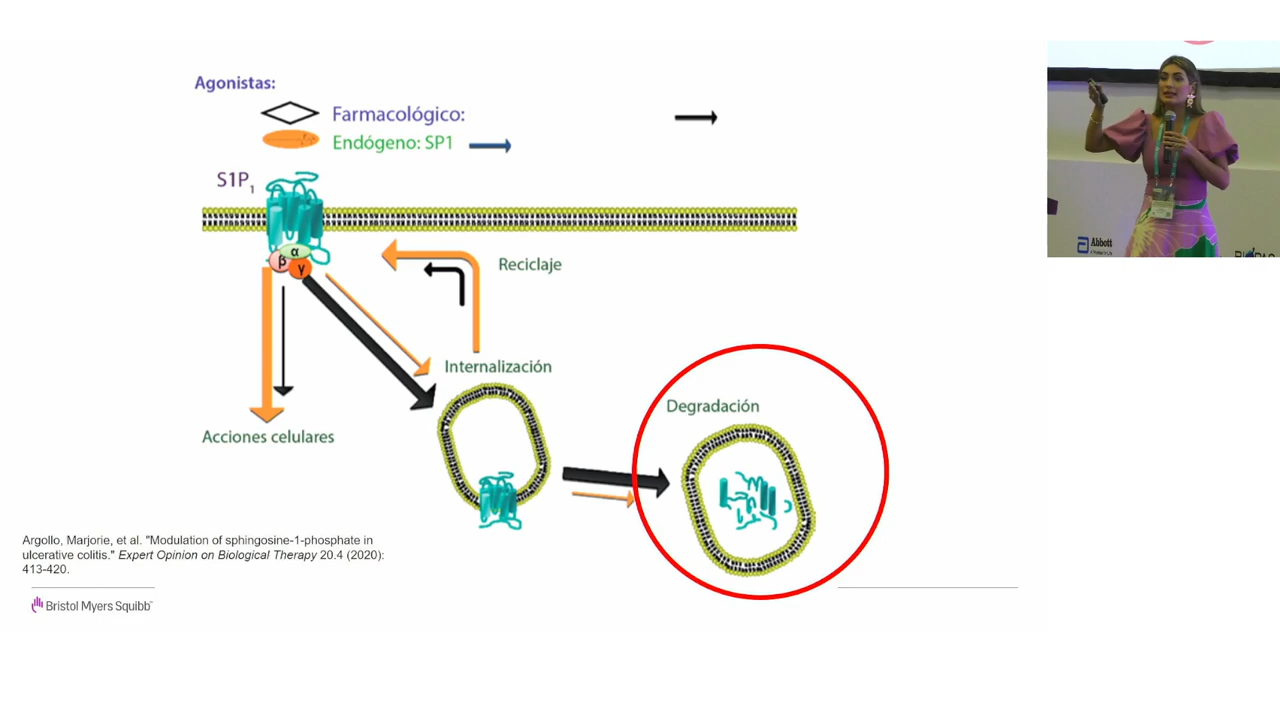 Agonistas:
Farmacológico:
Endógeno: SP1
S1P1
α
β
γ
Reciclaje
Internalización
Degradación
Acciones celulares
Argollo, Marjorie, et al. "Modulation of sphingosine-1-phosphate in
ulcerative colitis." Expert Opinion on Biological Therapy 20.4 (2020):
413-420.
Bristol Myers Squibb
Abbott